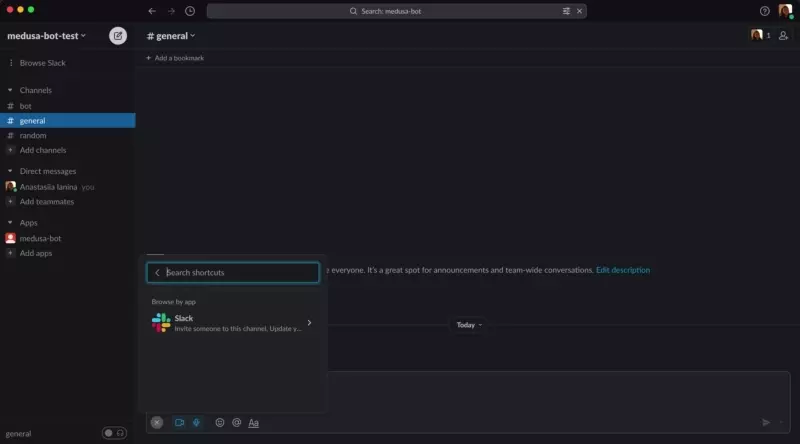 Search: medusa-bot
medusa-bot-test
# general
1
Browse Slack
+ Add a bookmark
Channels
# bot
# general
# random
+ Add channels
Direct messages
Anastasiia Ianina you
+ Add teammates
Apps
medusa-bot
+ Add apps
Search shortcuts
e everyone. It's a great spot for announcements and team-wide conversations. Edit description
Browse by app
Slack
Invite someone to this channel, Update y...
Today
@ Aa
general